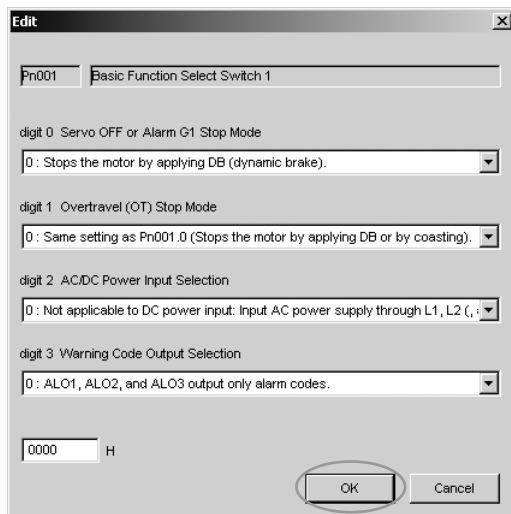 Edit
Pn001 Basic Function Select Switch 1
digit 0 Servo OFF or Alarm G1 Stop Mode
0 : Stops the motor by applying DB (dynamic brake).
digit 1 Overtravel (OT) Stop Mode
0 : Same setting as Pn001.0 (Stops the motor by applying DB or by coasting).
digit 2 AC/DC Power Input Selection
0 : Not applicable to DC power input: Input AC power supply through L1, L2 (,
digit 3 Warning Code Output Selection
0 : ALO1, ALO2, and ALO3 output only alarm codes.
0000 H
OK Cancel